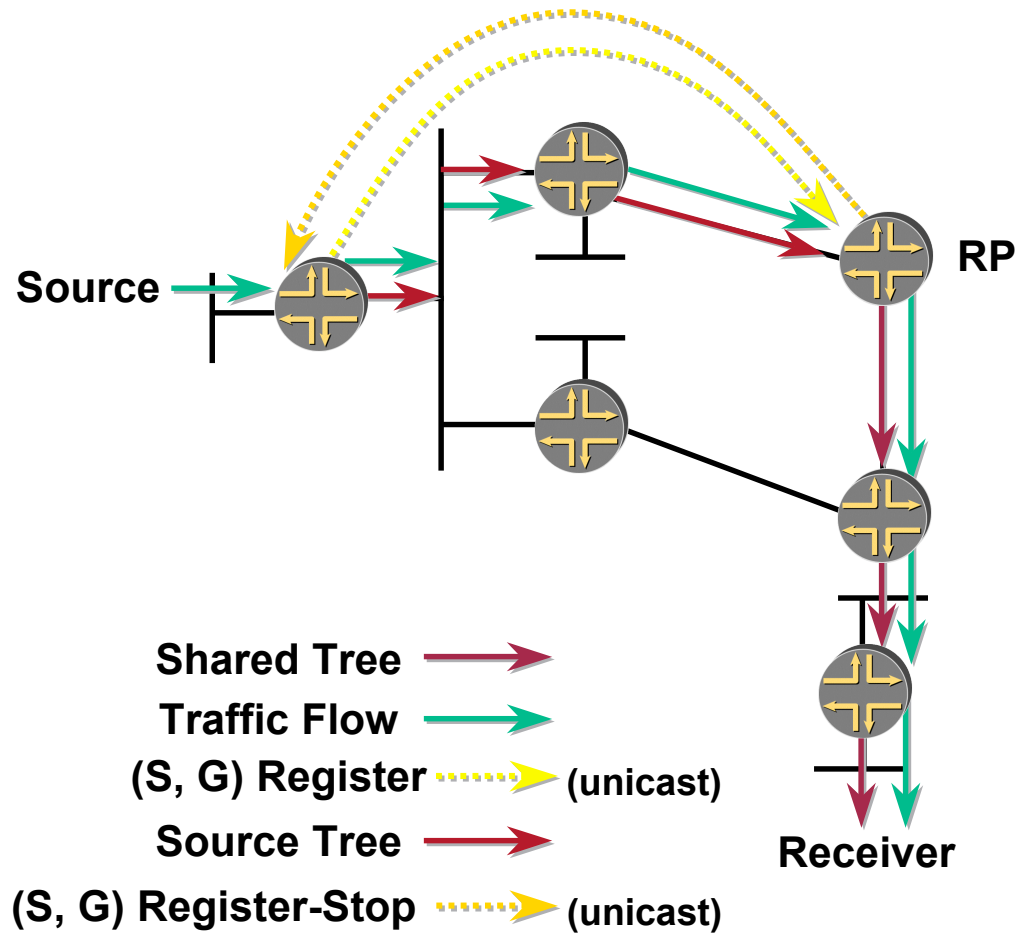 RP
Source
Shared Tree
Traffic Flow
(S, G) Register (unicast)
Source Tree
Receiver
(S, G) Register-Stop (unicast)